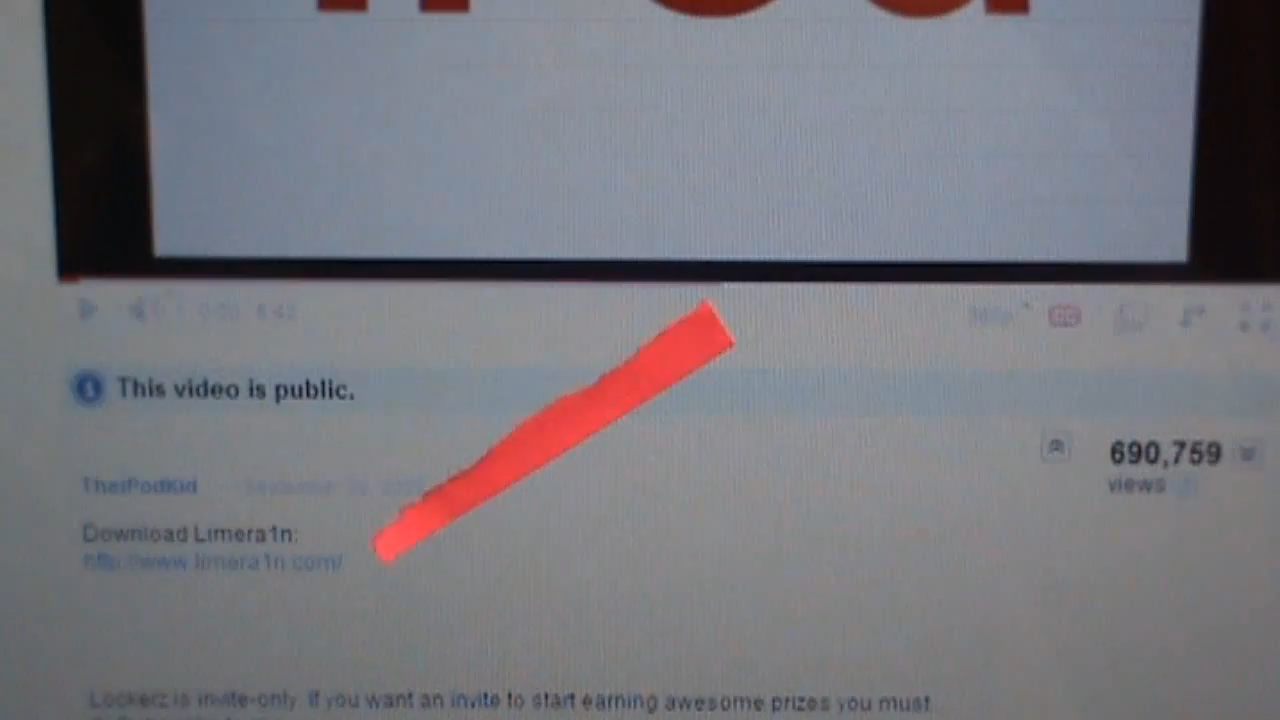 This video is public.
690,759
views
TheiPodKid
Download Limera1n:
http://www.limera1n.com/
Lockerz is invite-only. If you want an invite to start earning awesome prizes you must